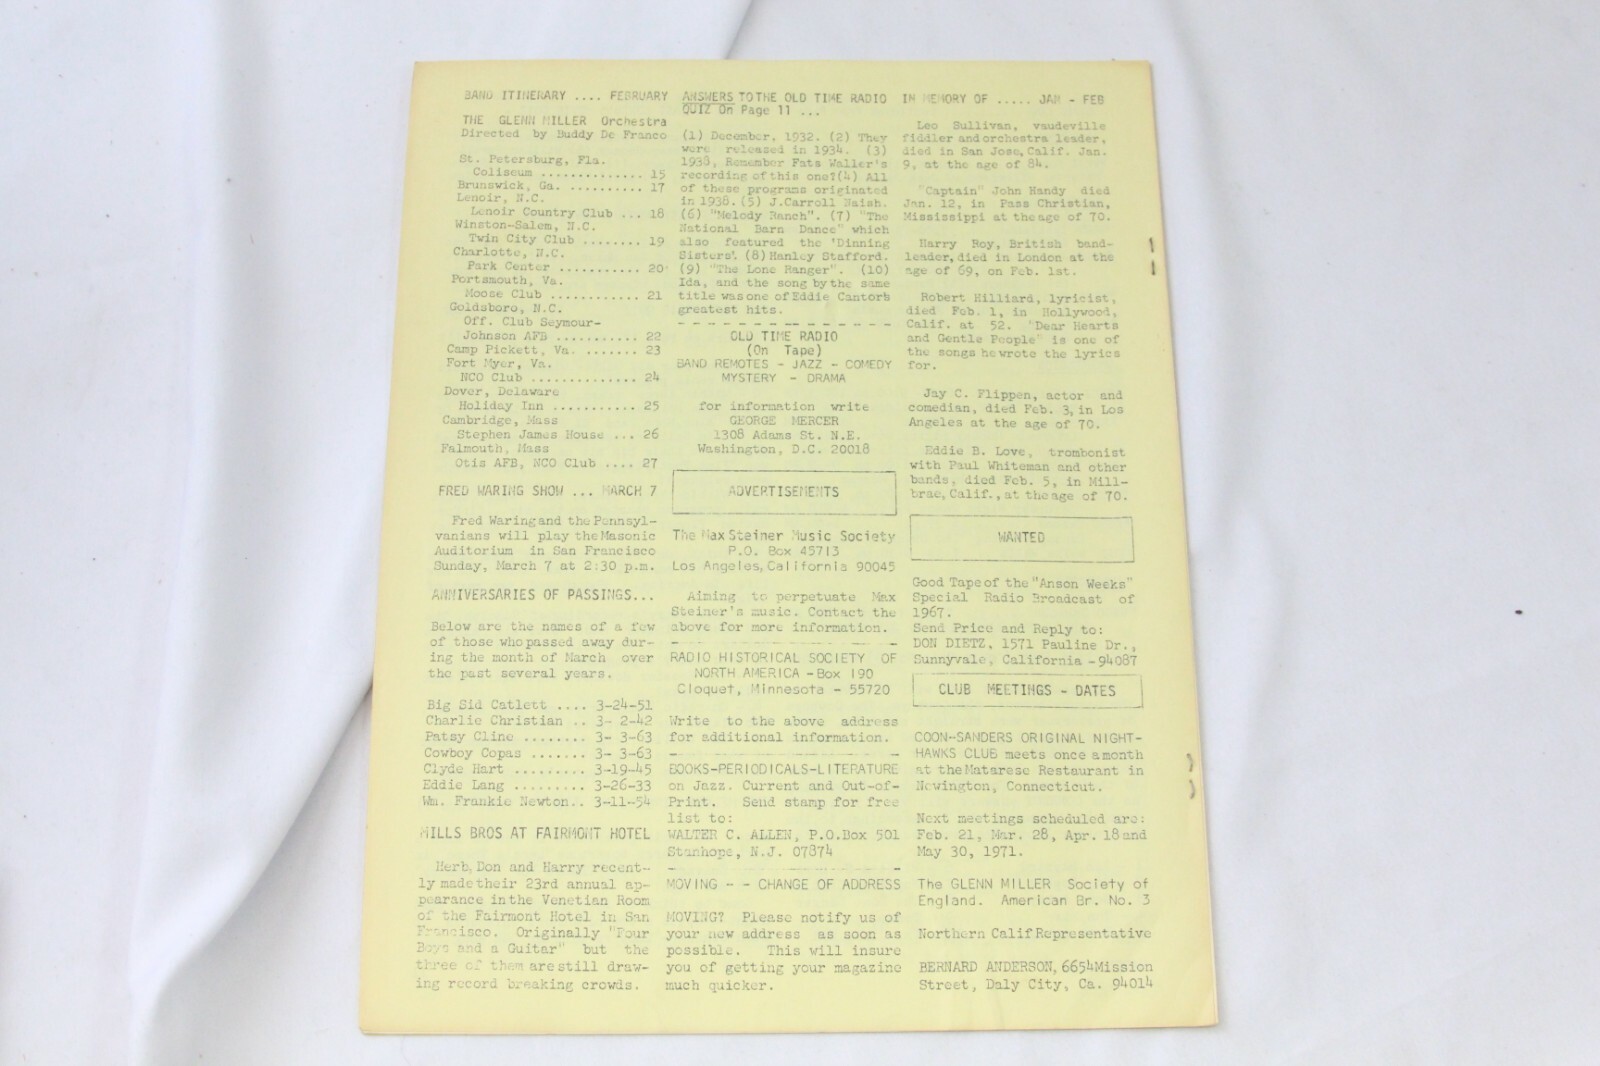 BAND ITINERARY .... FEBRUARY
THE GLENN MILLER Orchestra
Directed by Buddy De Franco
St. Petersburg, Fla.
Coliseum ............. 15
Brunswick, Ga. .......... 17
Lenoir, N.C.
Lenoir Country Club ... 18
Winston-Salem, N.C.
Twin City Club ........ 19
Charlotte, N.C.
Park Center ........... 20
Portsmouth, Va.
Moose Club ............ 21
Goldsboro, N.C.
Off. Club Seymour-
Johnson AFB ........... 22
Camp Pickett, Va. ....... 23
Fort Myer, Va.
NCO Club .............. 24
Dover, Delaware
Holiday Inn ........... 25
Cambridge, Mass
Stephen James House ... 26
Falmouth, Mass
Otis AFB, NCO Club .... 27
FRED WARING SHOW ... MARCH 7
Fred Waring and the Pennsyl-
vanians will play the Masonic
Auditorium in San Francisco
Sunday, March 7 at 2:30 p.m.
ANNIVERSARIES OF PASSINGS...
Below are the names of a few
of those who passed away dur-
ing the month of March over
the past several years.
Big Sid Catlett .... 3-24-51
Charlie Christian .. 3- 2-42
Patsy Cline ........ 3- 3-63
Cowboy Copas ....... 3- 3-63
Clyde Hart ......... 3-19-45
Eddie Lang ......... 3-26-33
Wm. Frankie Newton.. 3-11-54
MILLS BROS AT FAIRMONT HOTEL
Herb, Don and Harry recent-
ly made their 23rd annual ap-
pearance in the Venetian Room
of the Fairmont Hotel in San
Francisco. Originally "Four
Boys and a Guitar" but the
three of them are still draw-
ing record breaking crowds.
ANSWERS TO THE OLD TIME RADIO
QUIZ On Page 11 ...
(1) December, 1932. (2) They
were released in 1934. (3)
1938, Remember Fats Waller's
recording of this one? (4) All
of these programs originated
in 1938. (5) J.Carroll Naish.
(6) "Melody Ranch". (7) "The
National Barn Dance" which
also featured the 'Dinning
Sisters'. (8) Hanley Stafford.
(9) "The Lone Ranger". (10)
Ida, and the song by the same
title was one of Eddie Cantor's
greatest hits.
OLD TIME RADIO
(On Tape)
BAND REMOTES - JAZZ - COMEDY
MYSTERY - DRAMA
for information write
GEORGE MERCER
1308 Adams St. N.E.
Washington, D.C. 20018
ADVERTISEMENTS
The Max Steiner Music Society
P.O. Box 45713
Los Angeles, California 90045
Aiming to perpetuate Max
Steiner's music. Contact the
above for more information.
RADIO HISTORICAL SOCIETY OF
NORTH AMERICA - Box 190
Cloquet, Minnesota - 55720
Write to the above address
for additional information.
BOOKS-PERIODICALS-LITERATURE
on Jazz. Current and Out-of-
Print. Send stamp for free
list to:
WALTER C. ALLEN, P.O.Box 501
Stanhope, N.J. 07874
MOVING - - CHANGE OF ADDRESS
MOVING? Please notify us of
your new address as soon as
possible. This will insure
you of getting your magazine
much quicker.
IN MEMORY OF ..... JAN - FEB
Leo Sullivan, vaudeville
fiddler and orchestra leader,
died in San Jose, Calif. Jan.
9, at the age of 84.
"Captain" John Handy died
Jan. 12, in Pass Christian,
Mississippi at the age of 70.
Harry Roy, British band-
leader, died in London at the
age of 69, on Feb. 1st.
Robert Hilliard, lyricist,
died Feb. 1, in Hollywood,
Calif. at 52. "Dear Hearts
and Gentle People" is one of
the songs he wrote the lyrics
for.
Jay C. Flippen, actor and
comedian, died Feb. 3, in Los
Angeles at the age of 70.
Eddie B. Love, trombonist
with Paul Whiteman and other
bands, died Feb. 5, in Mill-
brae, Calif., at the age of 70.
WANTED
Good Tape of the "Anson Weeks"
Special Radio Broadcast of
1967.
Send Price and Reply to:
DON DIETZ, 1571 Pauline Dr.,
Sunnyvale, California - 94087
CLUB MEETINGS - DATES
COON-SANDERS ORIGINAL NIGHT-
HAWKS CLUB meets once a month
at the Matarese Restaurant in
Newington, Connecticut.
Next meetings scheduled are:
Feb. 21, Mar. 28, Apr. 18 and
May 30, 1971.
The GLENN MILLER Society of
England. American Br. No. 3
Northern Calif Representative
BERNARD ANDERSON, 6654 Mission
Street, Daly City, Ca. 94014